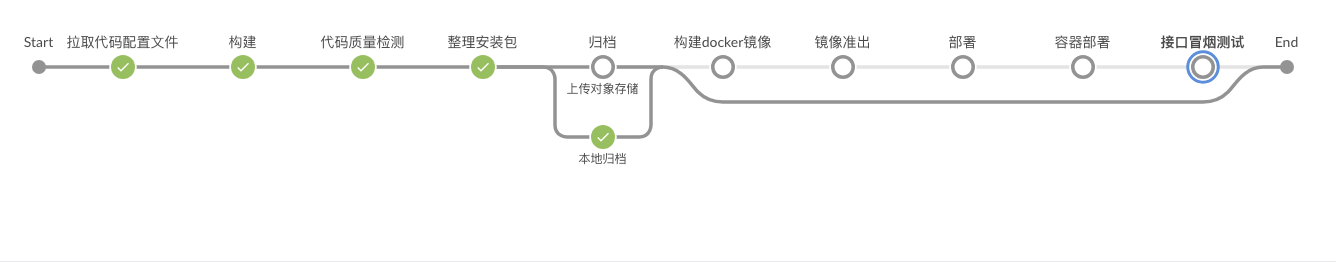 Start
拉取代码配置文件
构建
代码质量检测
整理安装包
归档
构建docker镜像
镜像准出
部署
容器部署
接口冒烟测试
End
上传对象存储
本地归档